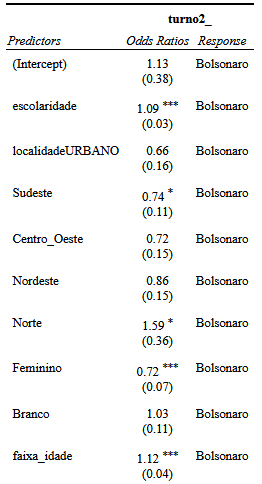 turno2_
Predictors Odds Ratios Response
(Intercept) 1.13 Bolsonaro
(0.38)
escolaridade 1.09 *** Bolsonaro
(0.03)
localidadeURBANO 0.66 Bolsonaro
(0.16)
Sudeste 0.74 * Bolsonaro
(0.11)
Centro_Oeste 0.72 Bolsonaro
(0.15)
Nordeste 0.86 Bolsonaro
(0.15)
Norte 1.59 * Bolsonaro
(0.36)
Feminino 0.72 *** Bolsonaro
(0.07)
Branco 1.03 Bolsonaro
(0.11)
faixa_idade 1.12 *** Bolsonaro
(0.04)